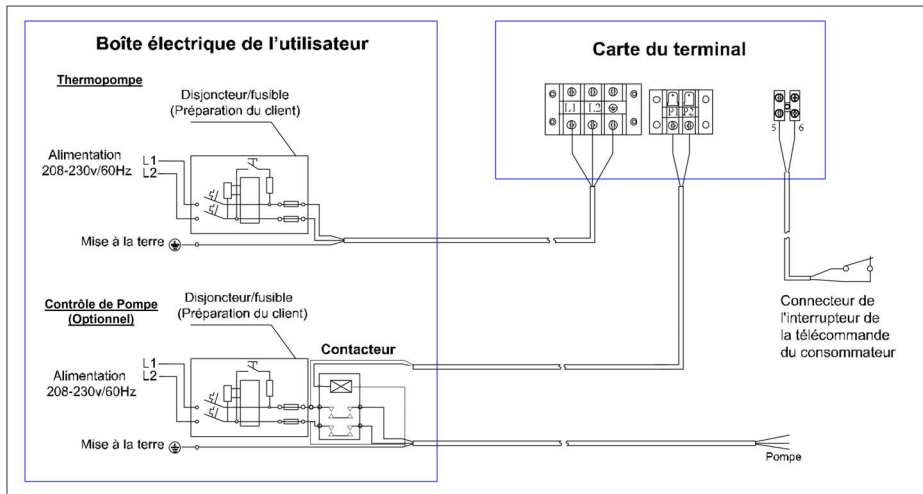 Boîte électrique de l'utilisateur
Thermopompe
Disjoncteur/fusible
(Préparation du client)
Alimentation
208-230v/60Hz
L1
L2
Mise à la terre
Contrôle de Pompe
(Optionnel)
Disjoncteur/fusible
(Préparation du client)
Contacteur
L1
L2
Alimentation
208-230v/60Hz
Mise à la terre
Carte du terminal
L1 L2
P1 P2
5 6
Connecteur de
l'interrupteur de
la télécommande
du consommateur
Pompe